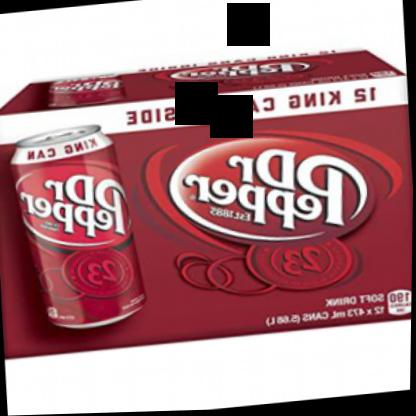 12 KING CA
SIDE
KING CAN
Dr
Pepper
23
Dr
Pepper®
Est.1885
23
190
SOFT DRINK
12 x 473 mL CANS (5.68 L)